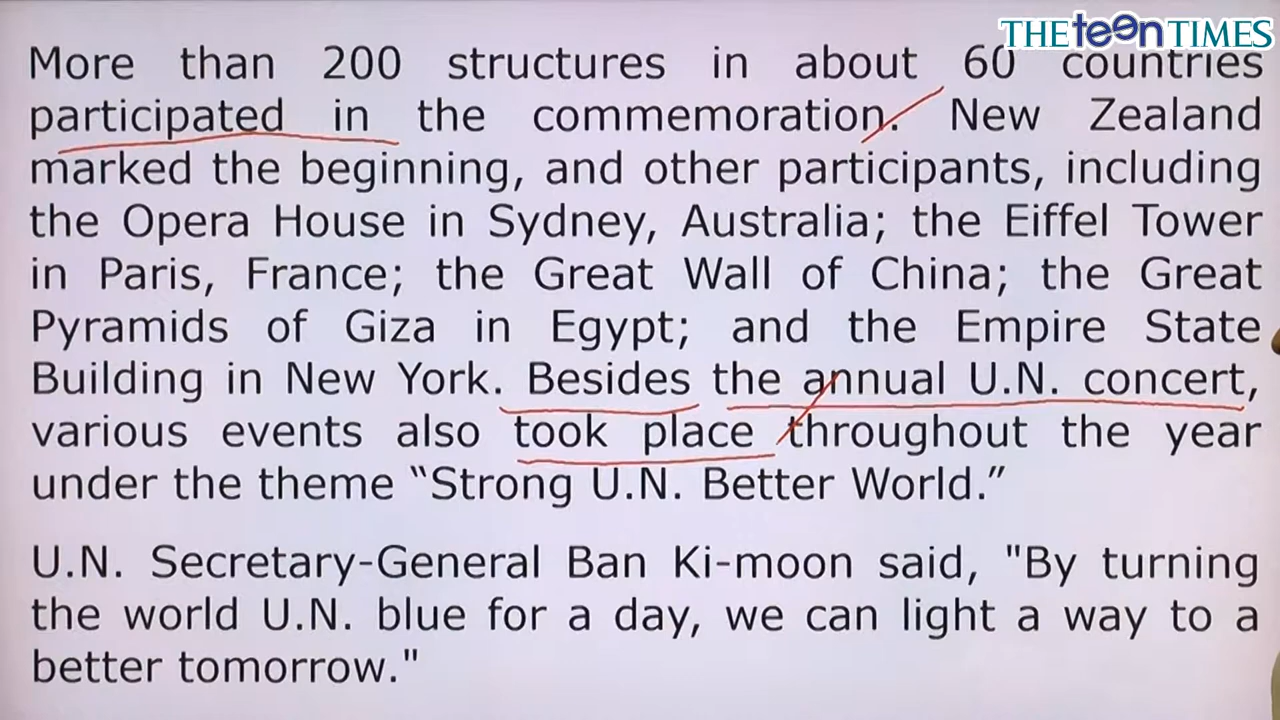 THE teen TIMES
More than 200 structures in about 60 countries
participated in the commemoration. New Zealand
marked the beginning, and other participants, including
the Opera House in Sydney, Australia; the Eiffel Tower
in Paris, France; the Great Wall of China; the Great
Pyramids of Giza in Egypt; and the Empire State
Building in New York. Besides the annual U.N. concert,
various events also took place throughout the year
under the theme “Strong U.N. Better World.”
U.N. Secretary-General Ban Ki-moon said, "By turning
the world U.N. blue for a day, we can light a way to a
better tomorrow."